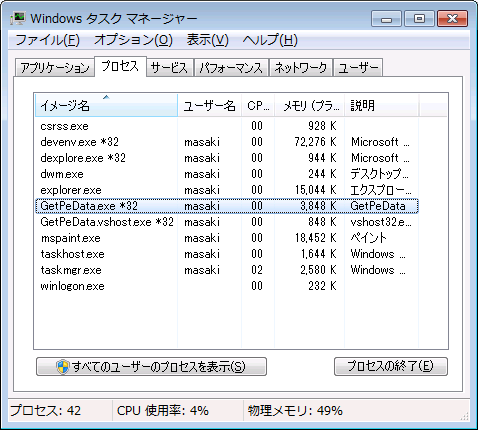 Windows タスク マネージャー
ファイル(F) オプション(O) 表示(V) ヘルプ(H)
アプリケーション プロセス サービス パフォーマンス ネットワーク ユーザー
イメージ名 ユーザー名 CP... メモリ (プラ... 説明
csrss.exe 00 928 K
devenv.exe *32 masaki 00 72,276 K Microsoft ...
dexplore.exe *32 masaki 00 944 K Microsoft ...
dwm.exe masaki 00 244 K デスクトップ...
explorer.exe masaki 00 15,044 K エクスプロー...
GetPeData.exe *32 masaki 00 3,848 K GetPeData
GetPeData.vshost.exe *32 masaki 00 848 K vshost32.e...
mspaint.exe masaki 00 18,452 K ペイント
taskhost.exe masaki 00 1,644 K Windows ...
taskmgr.exe masaki 02 2,580 K Windows ...
winlogon.exe 00 232 K
すべてのユーザーのプロセスを表示(S) プロセスの終了(E)
プロセス: 42 CPU 使用率: 4% 物理メモリ: 49%